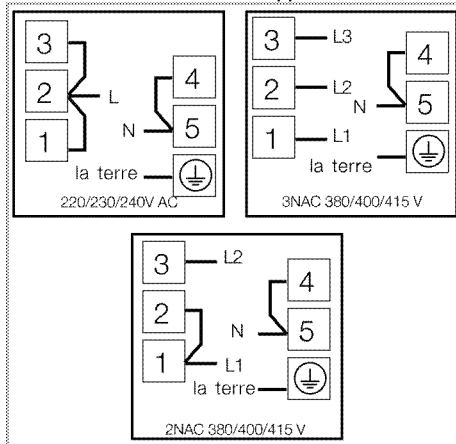 3
2
1
L
4
N
5
la terre
220/230/240V AC
3 L3
2 L2
1 L1
4
N
5
la terre
3NAC 380/400/415 V
3 L2
2
1 L1
4
N
5
la terre
2NAC 380/400/415 V